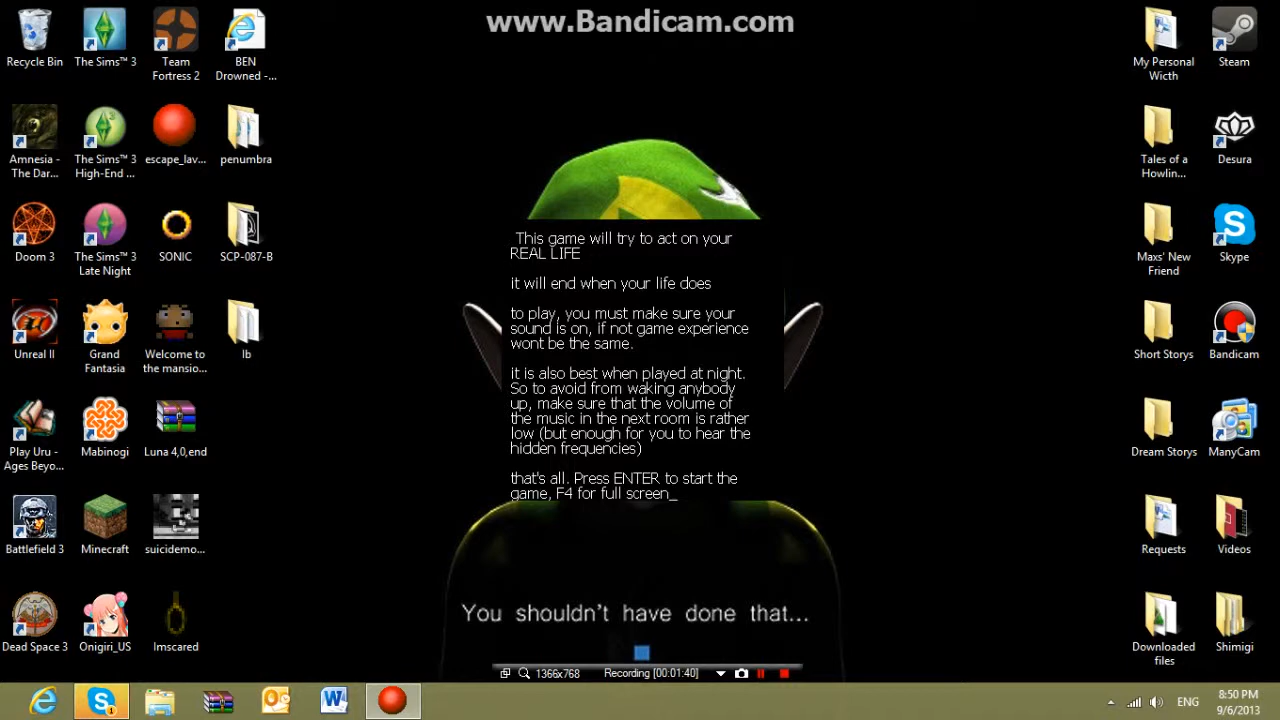 www.Bandicam.com
Recycle Bin
The Sims™ 3
Team
Fortress 2
BEN
Drowned -...
Amnesia -
The Dar...
The Sims™ 3
High-End ...
escape_lav...
penumbra
Doom 3
The Sims™ 3
Late Night
SONIC
SCP-087-B
Unreal II
Grand
Fantasia
Welcome to
the mansio...
Ib
Play Uru -
Ages Beyo...
Mabinogi
Luna 4,0,end
Battlefield 3
Minecraft
suicidemo...
Dead Space 3
Onigiri_US
Imscared
This game will try to act on your
REAL LIFE
it will end when your life does
to play, you must make sure your
sound is on, if not game experience
wont be the same.
it is also best when played at night.
So to avoid from waking anybody
up, make sure that the volume of
the music in the next room is rather
low (but enough for you to hear the
hidden frequencies)
that's all. Press ENTER to start the
game, F4 for full screen_
You shouldn't have done that...
1366x768
Recording [00:01:40]
My Personal
Wicth
Steam
Tales of a
Howlin...
Desura
Maxs' New
Friend
Skype
Short Storys
Bandicam
Dream Storys
ManyCam
Requests
Videos
Downloaded
files
Shimigi
ENG
8:50 PM
9/6/2013